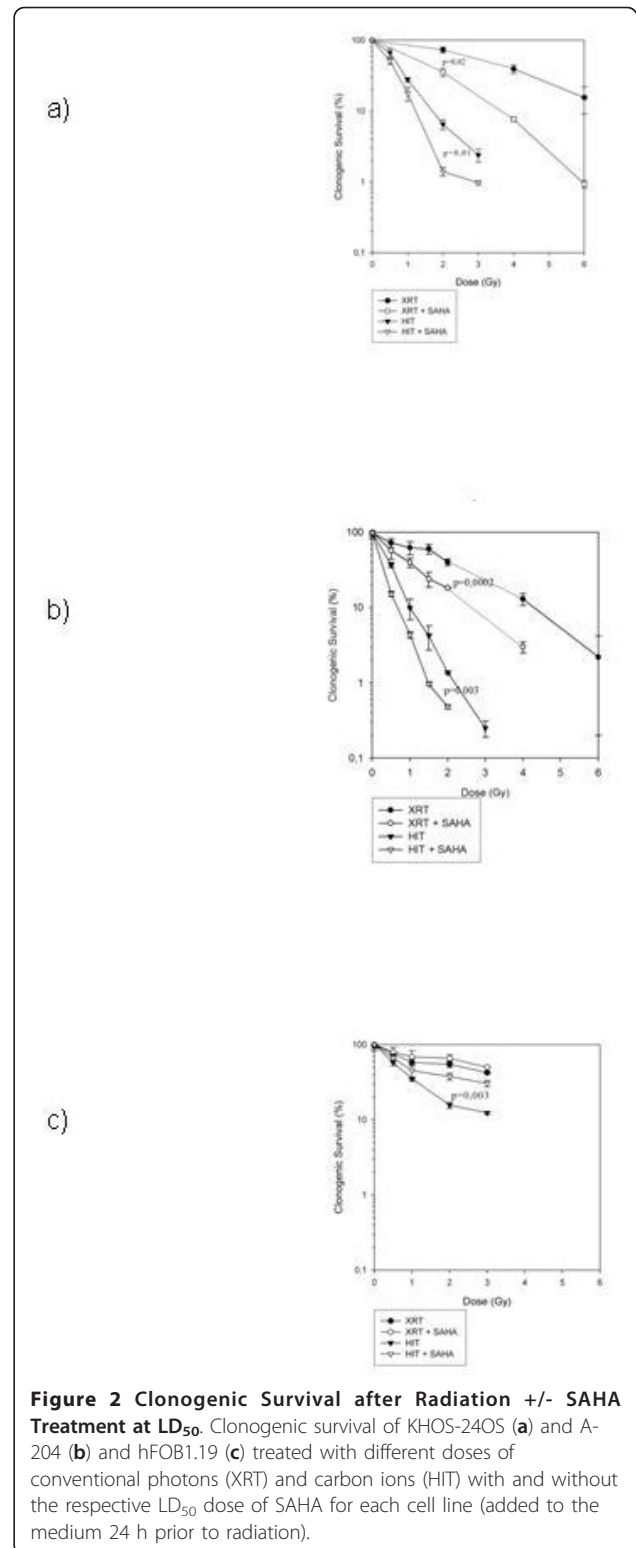 a)
100
10
1
0,1
Clonogenic Survival (%)
p=0,02
p=0,01
0 1 2 3 4 5 6
Dose (Gy)
XRT
XRT + SAHA
HIT
HIT + SAHA
b)
100
10
1
0,1
Clonogenic Survival (%)
p=0,0002
p=0,003
0 1 2 3 4 5 6
Dose (Gy)
XRT
XRT + SAHA
HIT
HIT + SAHA
c)
100
10
1
0,1
Clonogenic Survival (%)
p=0,003
0 1 2 3 4 5 6
Dose (Gy)
XRT
XRT + SAHA
HIT
HIT + SAHA
Figure 2 Clonogenic Survival after Radiation +/- SAHA
Treatment at LD50. Clonogenic survival of KHOS-24OS (a) and A-
204 (b) and hFOB1.19 (c) treated with different doses of
conventional photons (XRT) and carbon ions (HIT) with and without
the respective LD50 dose of SAHA for each cell line (added to the
medium 24 h prior to radiation).